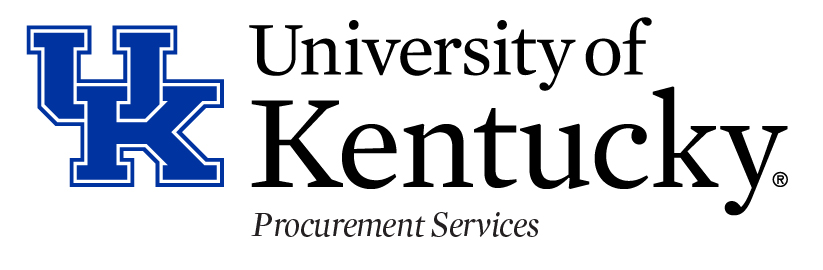 UK
University of
Kentucky®
Procurement Services